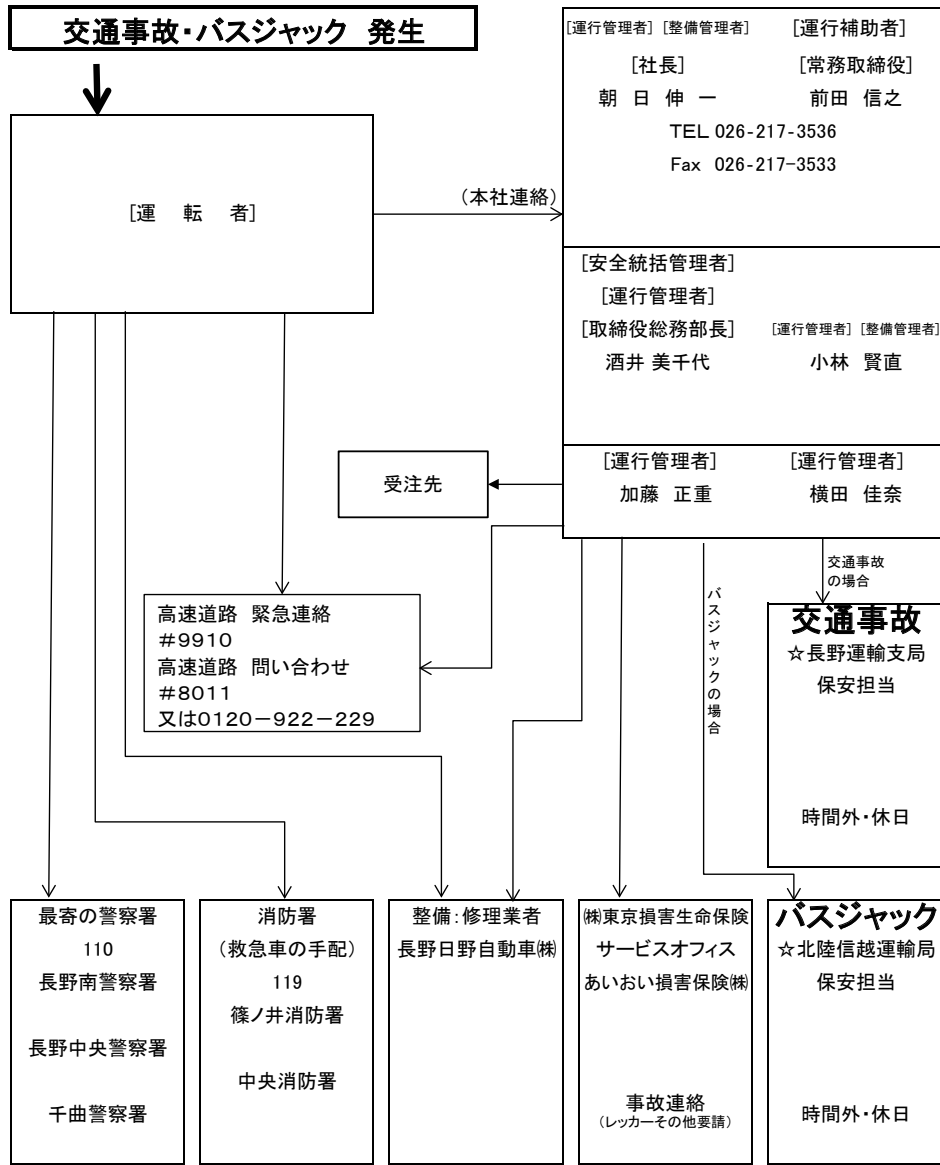 交通事故・バスジャック 発生
[運行管理者] [整備管理者] [運行補助者]
[社長] [常務取締役]
朝 日 伸 一 前田 信之
TEL 026-217-3536
Fax 026-217-3533
[運 転 者]
(本社連絡)
[安全統括管理者]
[運行管理者]
[取締役総務部長] [運行管理者] [整備管理者]
酒井 美千代 小林 賢直
[運行管理者] [運行管理者]
加藤 正重 横田 佳奈
受注先
交通事故
の場合
バスジャックの場合
高速道路 緊急連絡
#9910
高速道路 問い合わせ
#8011
又は0120-922-229
交通事故
☆長野運輸支局
保安担当
時間外・休日
最寄の警察署
110
長野南警察署
長野中央警察署
千曲警察署
消防署
(救急車の手配)
119
篠ノ井消防署
中央消防署
整備:修理業者
長野日野自動車㈱
㈱東京損害生命保険
サービスオフィス
あいおい損害保険㈱
事故連絡
(レッカーその他要請)
バスジャック
☆北陸信越運輸局
保安担当
時間外・休日